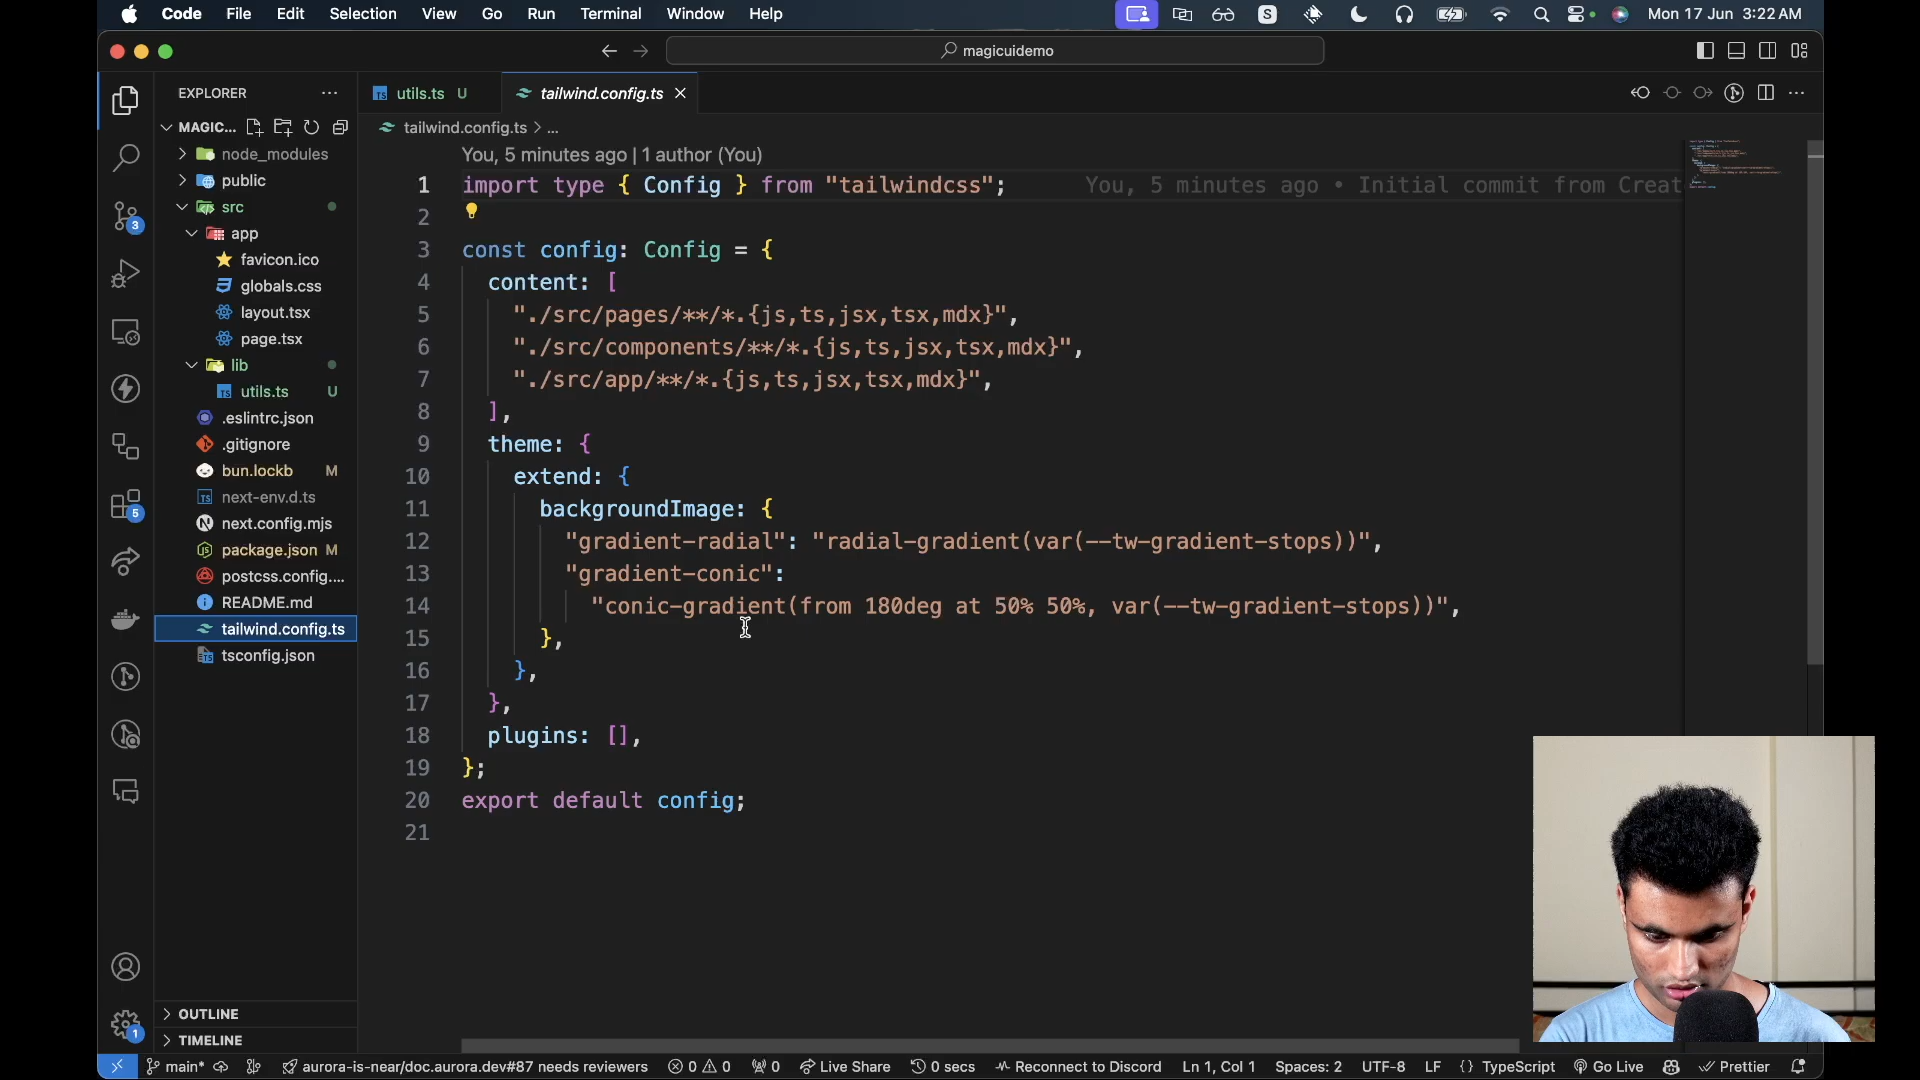 Code File Edit Selection View Go Run Terminal Window Help S Mon 17 Jun 3:22 AM
magicuidemo
EXPLORER
utils.ts U
tailwind.config.ts
MAGIC...
tailwind.config.ts > ...
node_modules
public
src
app
favicon.ico
globals.css
layout.tsx
page.tsx
lib
utils.ts U
.eslintrc.json
.gitignore
bun.lockb M
next-env.d.ts
next.config.mjs
package.json M
postcss.config....
README.md
tailwind.config.ts
tsconfig.json
OUTLINE
TIMELINE
3
5
1
You, 5 minutes ago | 1 author (You)
1 import type { Config } from "tailwindcss"; You, 5 minutes ago • Initial commit from Creat
2
3 const config: Config = {
4 content: [
5 "./src/pages/**/*.{js,ts,jsx,tsx,mdx}",
6 "./src/components/**/*.{js,ts,jsx,tsx,mdx}",
7 "./src/app/**/*.{js,ts,jsx,tsx,mdx}",
8 ],
9 theme: {
10 extend: {
11 backgroundImage: {
12 "gradient-radial": "radial-gradient(var(--tw-gradient-stops))",
13 "gradient-conic":
14 "conic-gradient(from 180deg at 50% 50%, var(--tw-gradient-stops))",
15 },
16 },
17 },
18 plugins: [],
19 };
20 export default config;
21
main* aurora-is-near/doc.aurora.dev#87 needs reviewers 0 0 0 Live Share 0 secs Reconnect to Discord Ln 1, Col 1 Spaces: 2 UTF-8 LF {} TypeScript Go Live Prettier